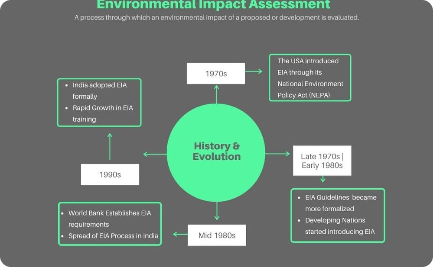 Environmental Impact Assessment
A process through which an environmental impact of a proposed or development is evaluated.
1970s
The USA introduced
EIA through its
National Environment
Policy Act (NEPA)
India adopted EIA
formally
Rapid Growth in EIA
training
History &
Evolution
Late 1970s |
Early 1980s
1990s
EIA Guidelines became
more formalized
Developing Nations
started introducing EIA
World Bank Establishes EIA
requirements
Spread of EIA Process in india
Mid 1980s